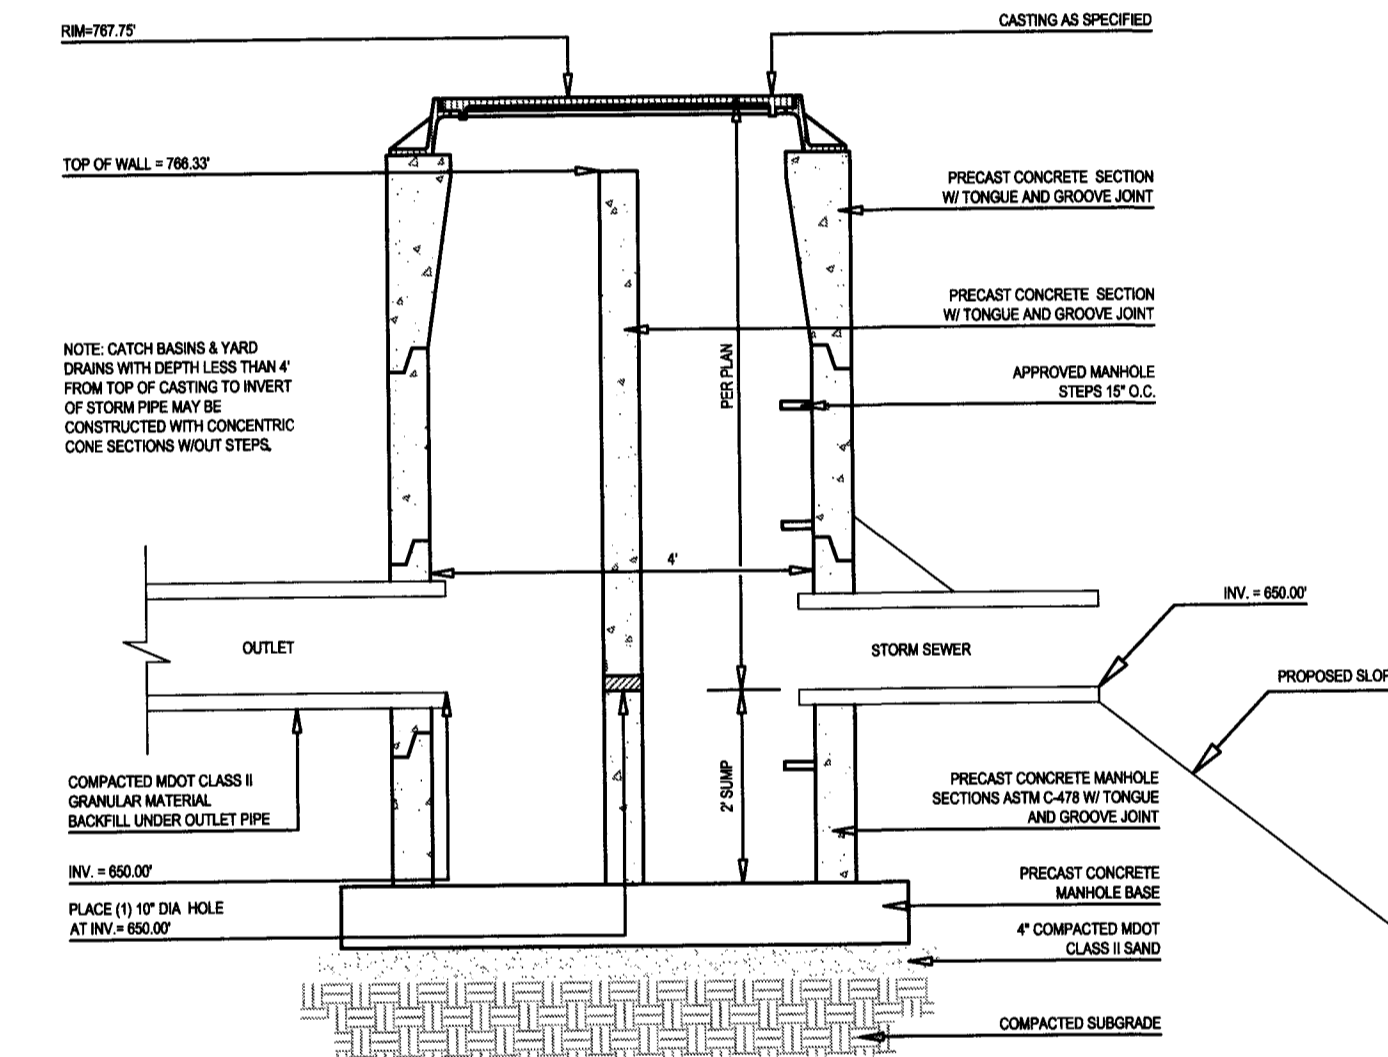 RIM=767.75'
CASTING AS SPECIFIED
TOP OF WALL = 766.33'
PRECAST CONCRETE SECTION
W/ TONGUE AND GROOVE JOINT
PRECAST CONCRETE SECTION
W/ TONGUE AND GROOVE JOINT
NOTE: CATCH BASINS & YARD
DRAINS WITH DEPTH LESS THAN 4'
FROM TOP OF CASTING TO INVERT
OF STORM PIPE MAY BE
CONSTRUCTED WITH CONCENTRIC
CONE SECTIONS W/OUT STEPS.
PER PLAN
APPROVED MANHOLE
STEPS 15" O.C.
4'
INV. = 650.00'
OUTLET
STORM SEWER
PROPOSED SLOP
2' SUMP
COMPACTED MDOT CLASS II
GRANULAR MATERIAL
BACKFILL UNDER OUTLET PIPE
PRECAST CONCRETE MANHOLE
SECTIONS ASTM C-478 W/ TONGUE
AND GROOVE JOINT
INV. = 650.00'
PRECAST CONCRETE
MANHOLE BASE
PLACE (1) 10" DIA HOLE
AT INV.= 650.00'
4" COMPACTED MDOT
CLASS II SAND
COMPACTED SUBGRADE